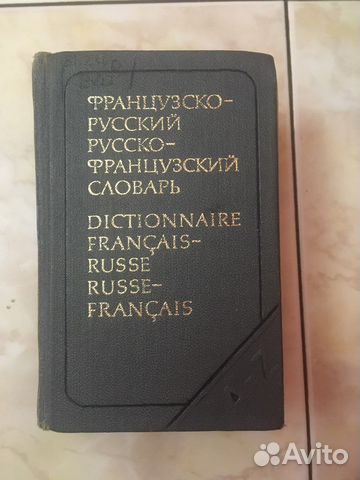 ФРАНЦУЗСКО-
РУССКИЙ
РУССКО-
ФРАНЦУЗСКИЙ
СЛОВАРЬ
DICTIONNAIRE
FRANÇAIS-
RUSSE
RUSSE-
FRANÇAIS
A-Z
Avito